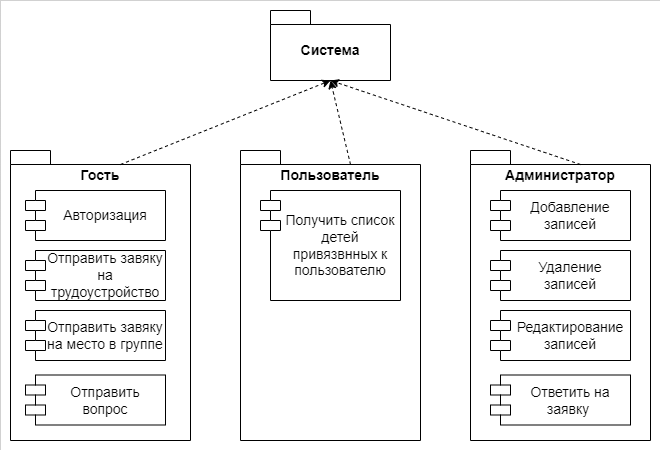 Система
Гость
Авторизация
Отправить завяку
на
трудоустройство
Отправить завяку
на место в группе
Отправить
вопрос
Пользователь
Получить список
детей
привязвнных к
пользователю
Администратор
Добавление
записей
Удаление
записей
Редактирование
записей
Ответить на
заявку